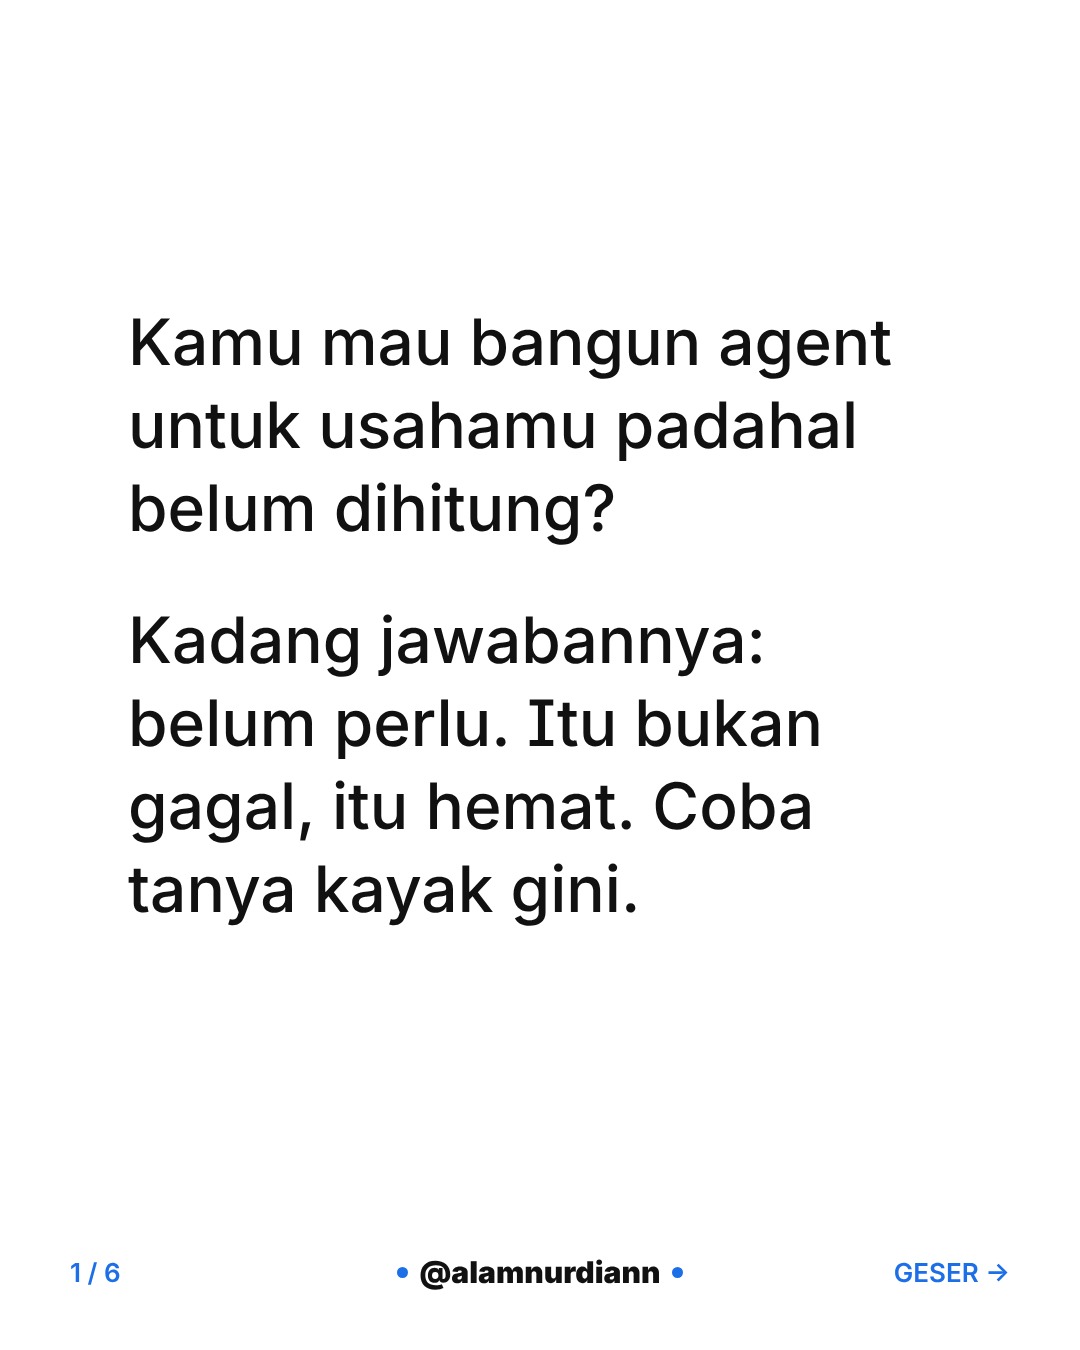 Kamu mau bangun agent
untuk usahamu padahal
belum dihitung?
Kadang jawabannya:
belum perlu. Itu bukan
gagal, itu hemat. Coba
tanya kayak gini.
1 / 6
• @alamnurdiann •
GESER →